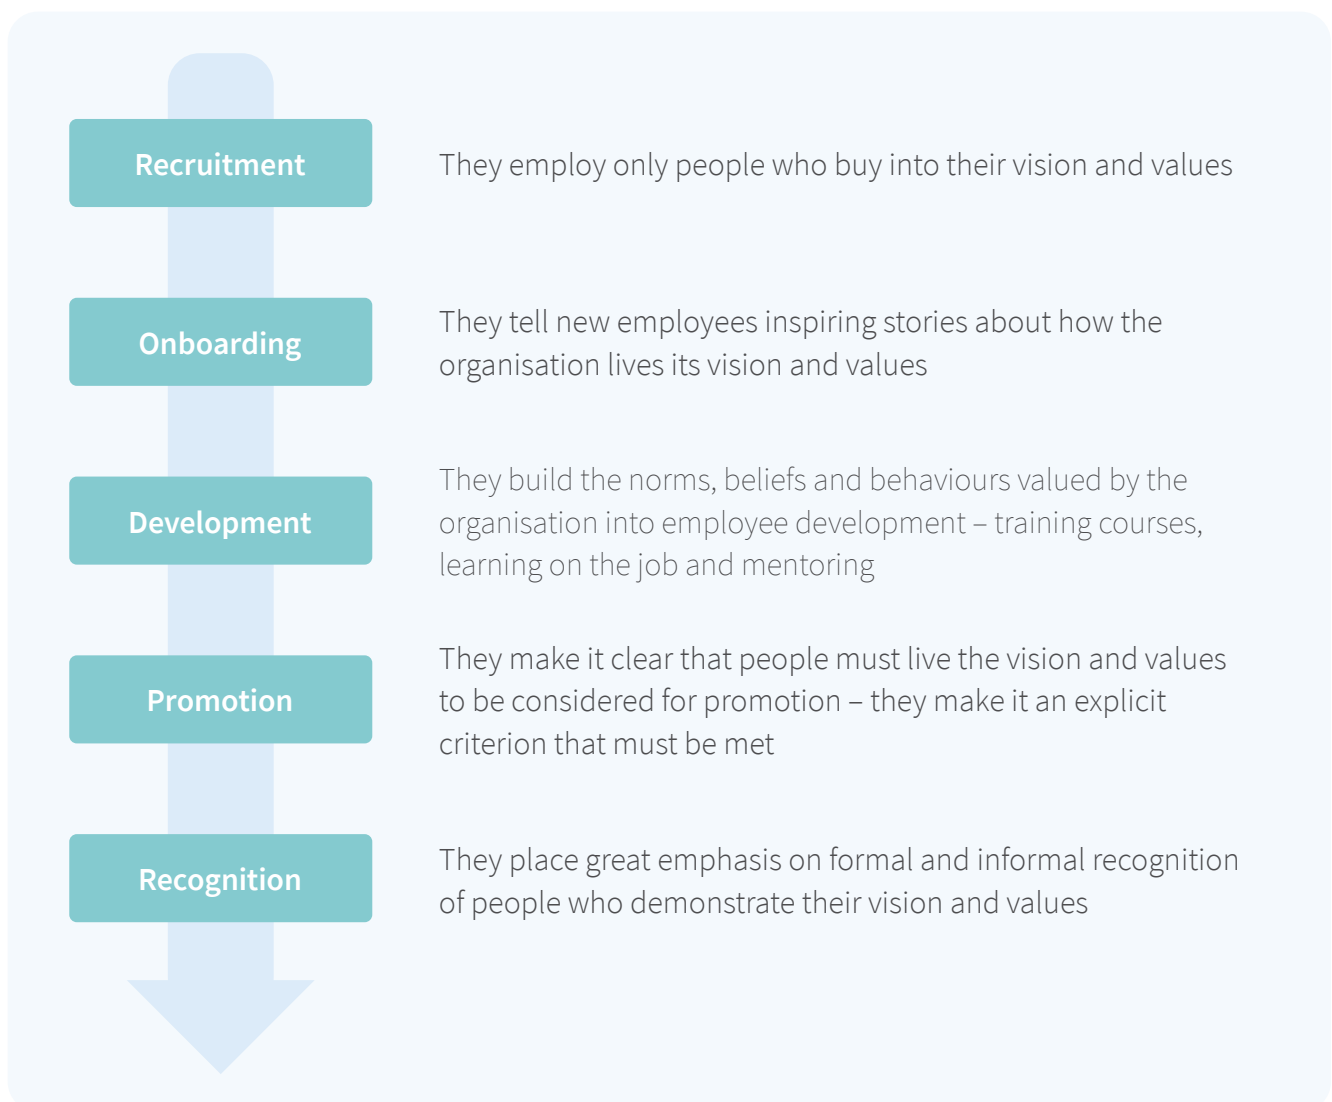 Recruitment
They employ only people who buy into their vision and values
Onboarding
They tell new employees inspiring stories about how the
organisation lives its vision and values
Development
They build the norms, beliefs and behaviours valued by the
organisation into employee development – training courses,
learning on the job and mentoring
Promotion
They make it clear that people must live the vision and values
to be considered for promotion – they make it an explicit
criterion that must be met
Recognition
They place great emphasis on formal and informal recognition
of people who demonstrate their vision and values